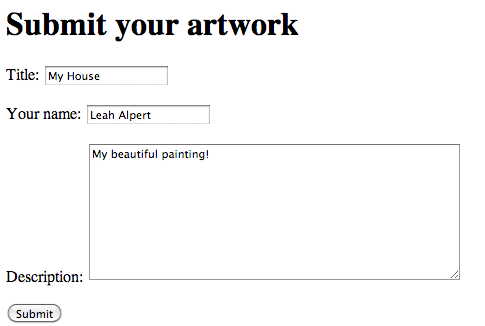 Submit your artwork
Title: My House
Your name: Leah Alpert
My beautiful painting!
Description:
Submit